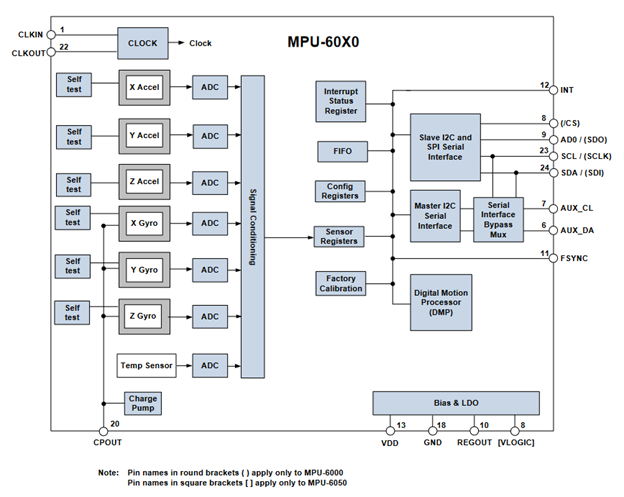 MPU-60X0
CLKIN
1
CLKOUT
22
CLOCK
Clock
Self
test
X Accel
ADC
Self
test
Y Accel
ADC
Self
test
Z Accel
ADC
Self
test
X Gyro
ADC
Self
test
Y Gyro
ADC
Self
test
Z Gyro
ADC
Temp Sensor
ADC
Signal Conditioning
Charge
Pump
20
CPOUT
Interrupt
Status
Register
FIFO
Config
Registers
Sensor
Registers
Factory
Calibration
Slave I2C and
SPI Serial
Interface
Master I2C
Serial
Interface
Serial
Interface
Bypass
Mux
Digital Motion
Processor
(DMP)
12 INT
8 (/CS)
9 AD0 / (SDO)
23 SCL / (SCLK)
24 SDA / (SDI)
7 AUX_CL
6 AUX_DA
11 FSYNC
Bias & LDO
13 18 10 8
VDD GND REGOUT [VLOGIC]
Note: Pin names in round brackets ( ) apply only to MPU-6000
Pin names in square brackets [ ] apply only to MPU-6050